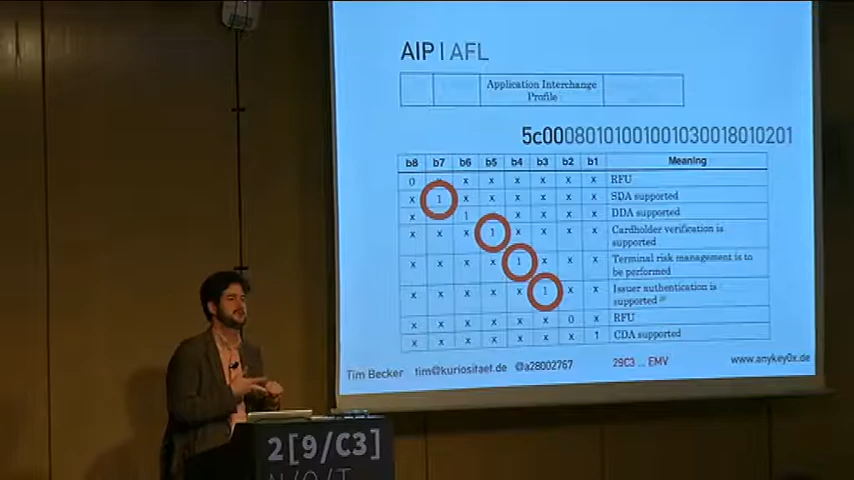 AIP | AFL
Application Interchange
Profile
5c00080101001001030018010201
b8 b7 b6 b5 b4 b3 b2 b1 Meaning
0 x x x x x x x RFU
x 1 x x x x x x SDA supported
x x 1 x x x x x DDA supported
x x x 1 x x x x Cardholder verification is
supported
x x x x 1 x x x Terminal risk management is to
be performed
x x x x x 1 x x Issuer authentication is
supported
x x x x x x 0 x RFU
x x x x x x x 1 CDA supported
Tim Becker tim@kuriositaet.de @a28002767 29C3 ... EMV www.anykey0x.de
2[9/C3]
N/O/T